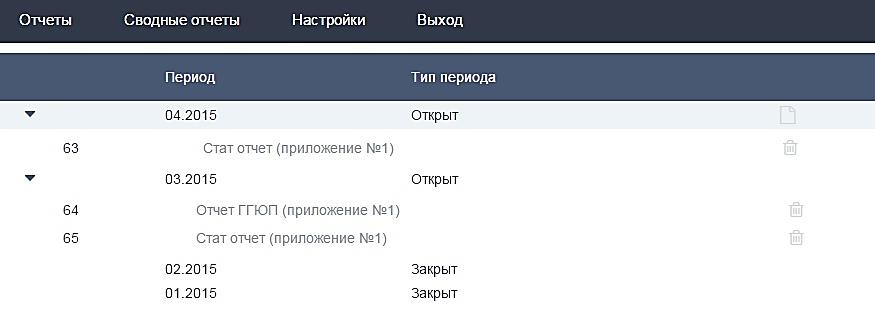 Отчеты Сводные отчеты Настройки Выход
Период Тип периода
04.2015 Открыт
63 Стат отчет (приложение №1)
03.2015 Открыт
64 Отчет ГГЮП (приложение №1)
65 Стат отчет (приложение №1)
02.2015 Закрыт
01.2015 Закрыт